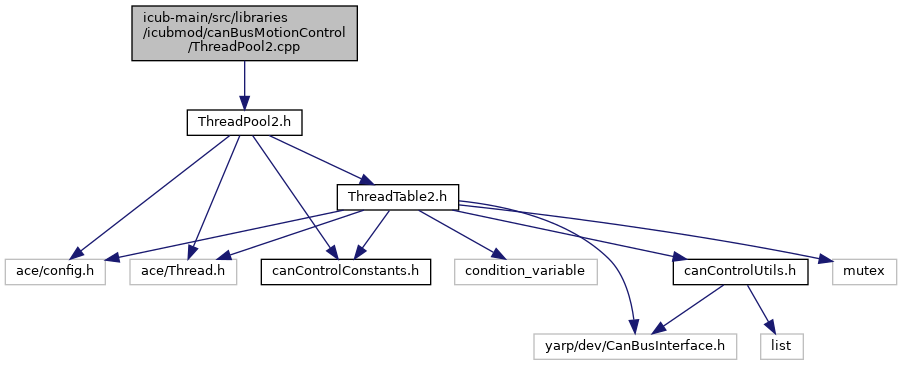 icub-main/src/libraries
/icubmod/canBusMotionControl
/ThreadPool2.cpp
ThreadPool2.h
ThreadTable2.h
ace/config.h
ace/Thread.h
canControlConstants.h
condition_variable
canControlUtils.h
mutex
yarp/dev/CanBusInterface.h
list